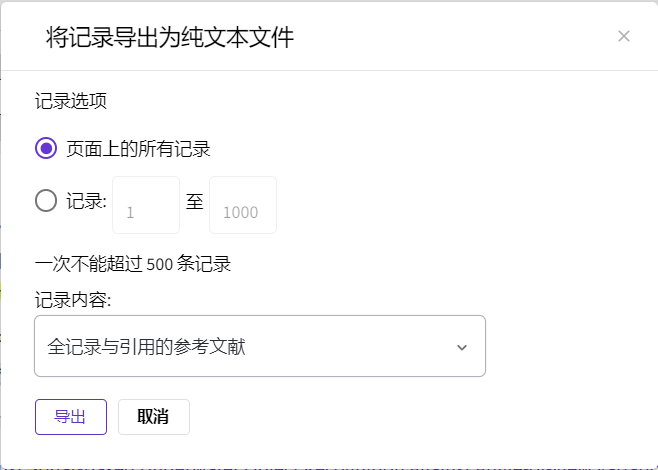 将记录导出为纯文本文件
记录选项
页面上的所有记录
记录: 1 至 1000
一次不能超过 500 条记录
记录内容:
全记录与引用的参考文献
导出 取消